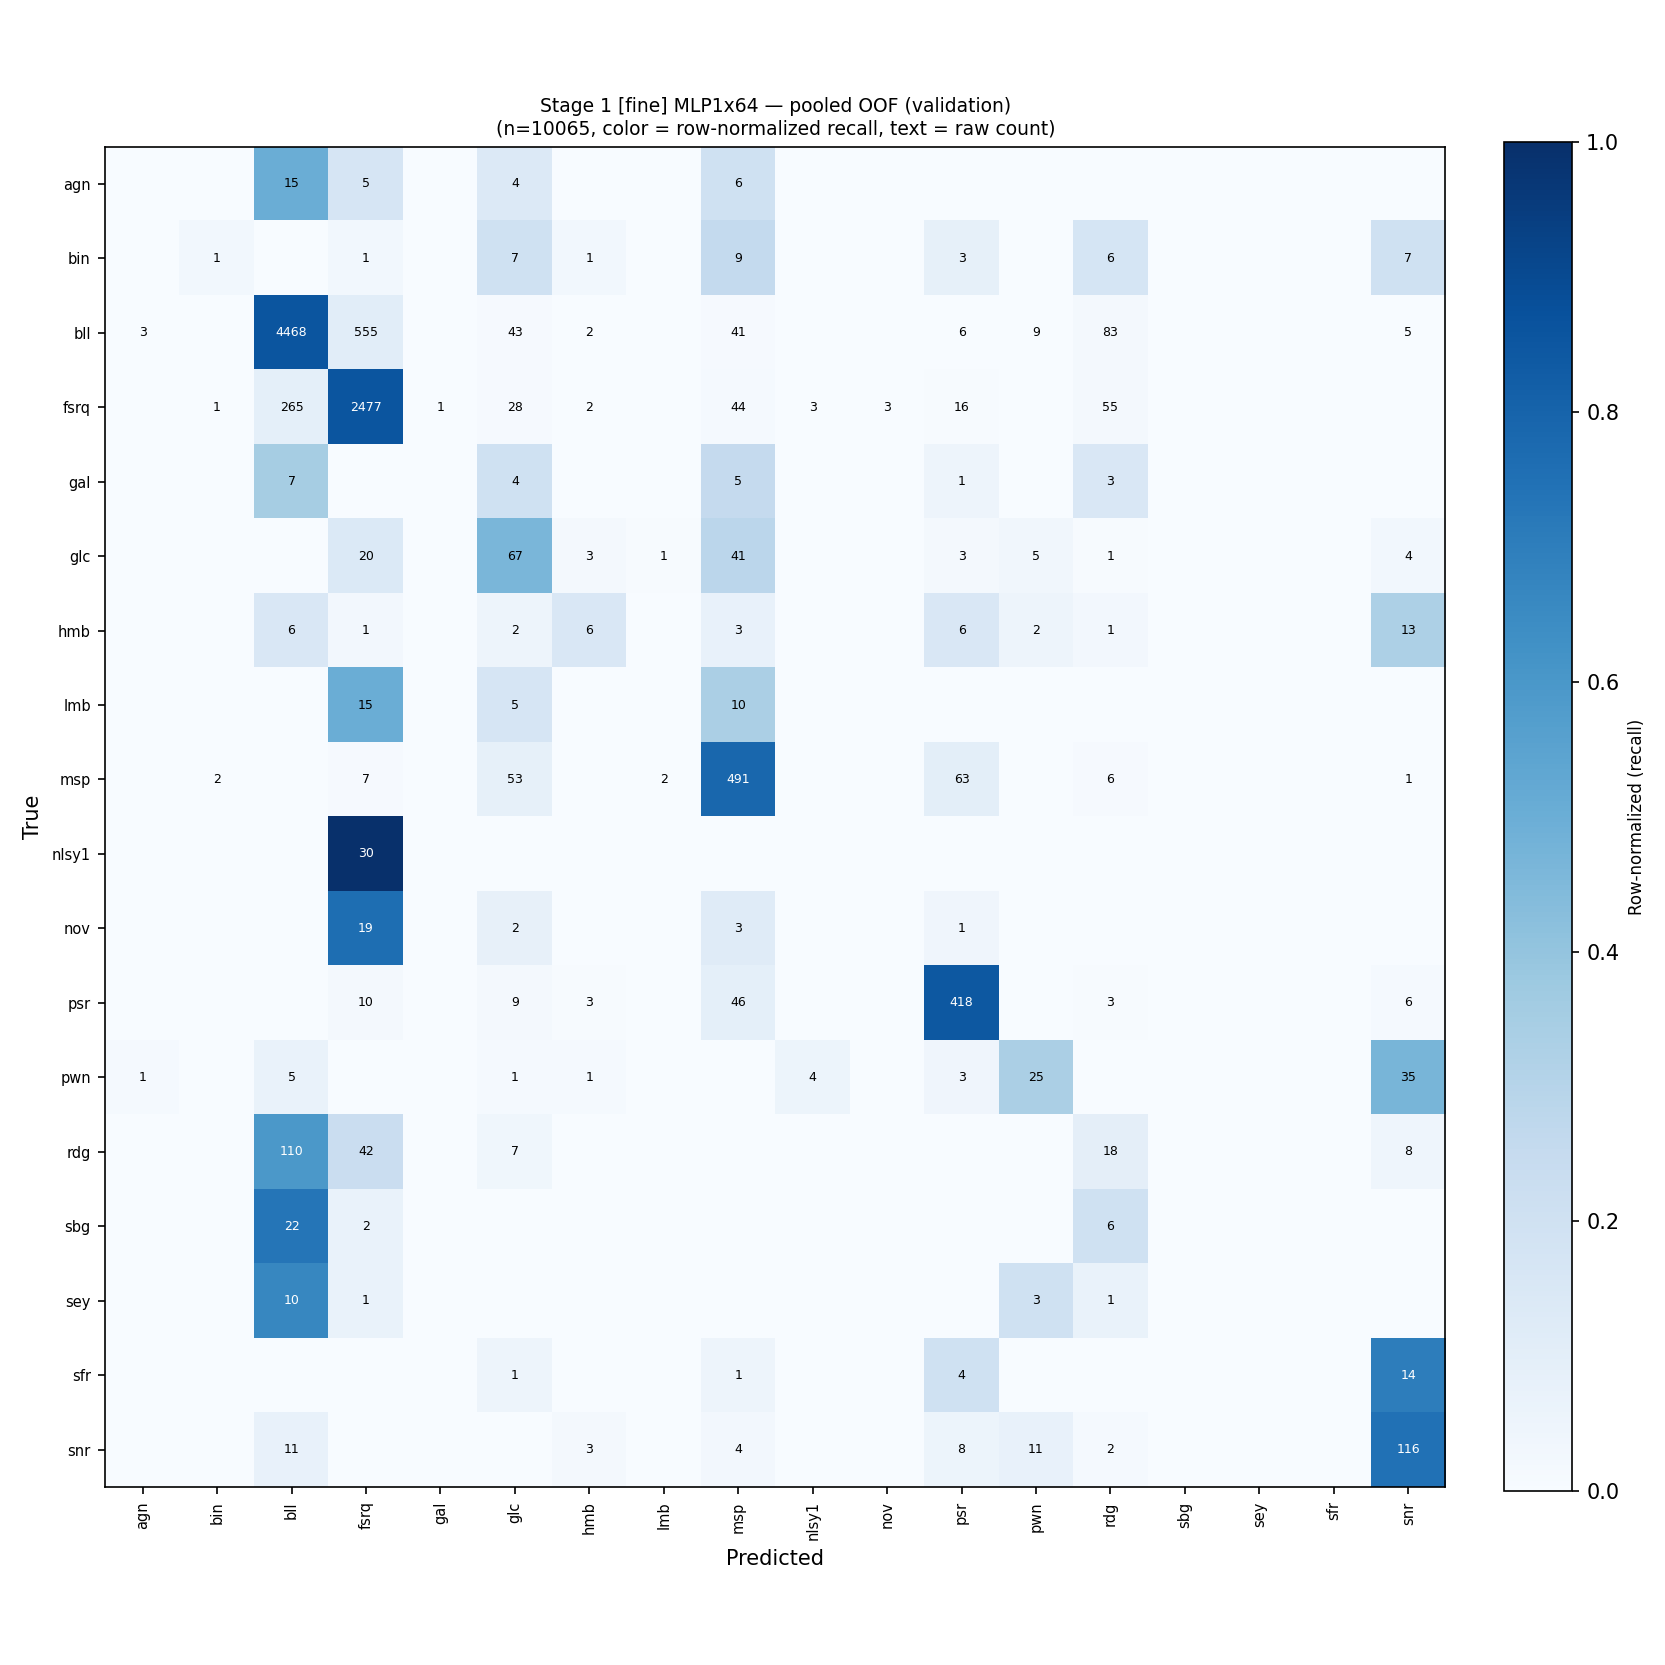 Stage 1 [fine] MLP1x64 — pooled OOF (validation)
(n=10065, color = row-normalized recall, text = raw count)
agn 15 5 4 6
bin 1 1 7 1 9 3 6 7
bll 3 4468 555 43 2 41 6 9 83 5
fsrq 1 265 2477 1 28 2 44 3 3 16 55
gal 7 4 5 1 3
glc 20 67 3 1 41 3 5 1 4
hmb 6 1 2 6 3 6 2 1 13
lmb 15 5 10
msp 2 7 53 2 491 63 6 1
nlsy1 30
nov 19 2 3 1
psr 10 9 3 46 418 3 6
pwn 1 5 1 1 4 3 25 35
rdg 110 42 7 18 8
sbg 22 2 6
sey 10 1 3 1
sfr 1 1 4 14
snr 11 3 4 8 11 2 116
True
agn bin bll fsrq gal glc hmb lmb msp nlsy1 nov psr pwn rdg sbg sey sfr snr
Predicted
1.0
0.8
0.6
0.4
0.2
0.0
Row-normalized (recall)